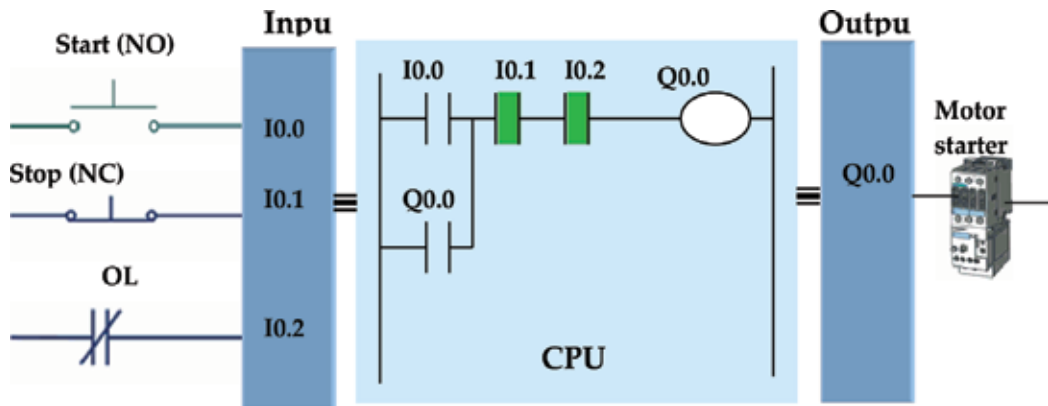 Inpu
Outpu
Start (NO)
I0.0
Stop (NC)
I0.1
OL
I0.2
I0.0
I0.1
I0.2
Q0.0
Q0.0
CPU
Q0.0
Motor
starter